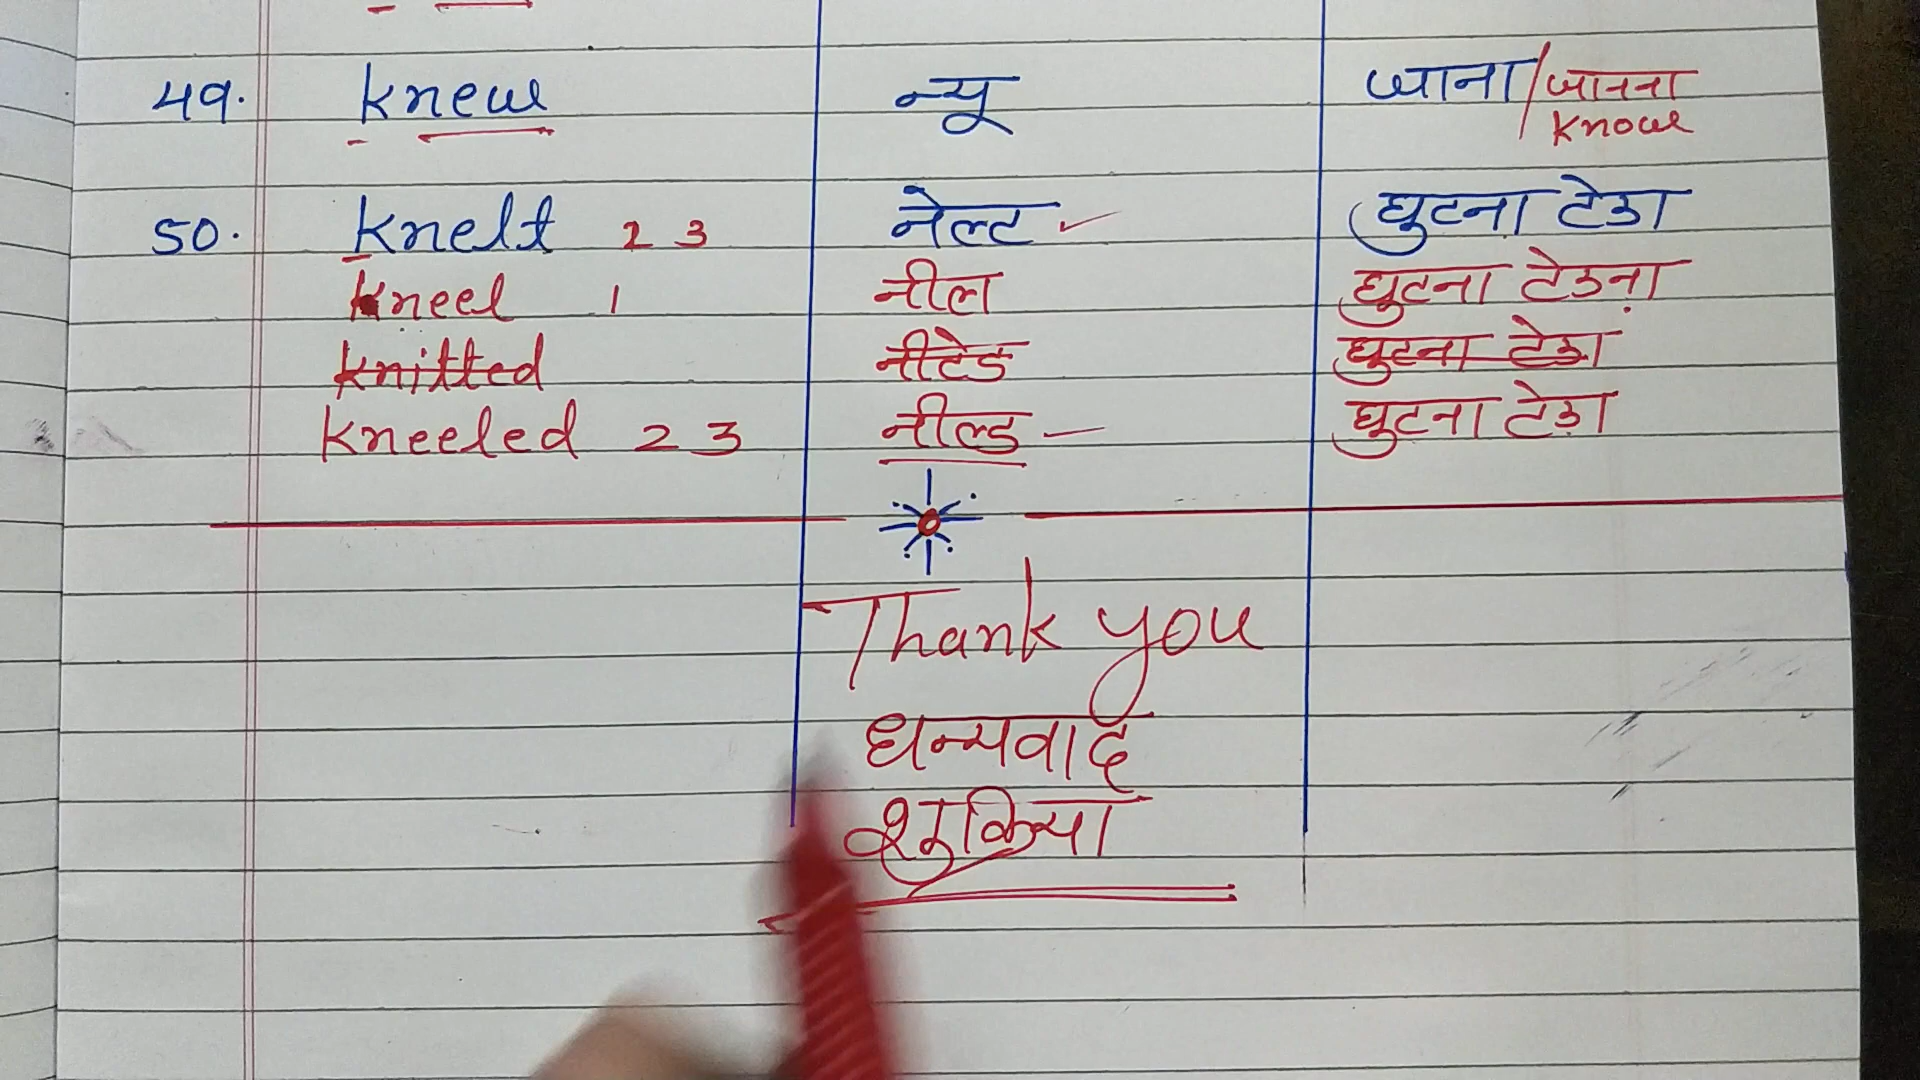 49. knew न्यू जाना/जानना
know
50. knelt 2 3 नेल्ट घुटना टेका
kneel 1 नील घुटना टेकना
knitted नीटेड घुटना टेका
kneeled 2 3 नील्ड घुटना टेका
Thank you
धन्यवाद
शुक्रिया